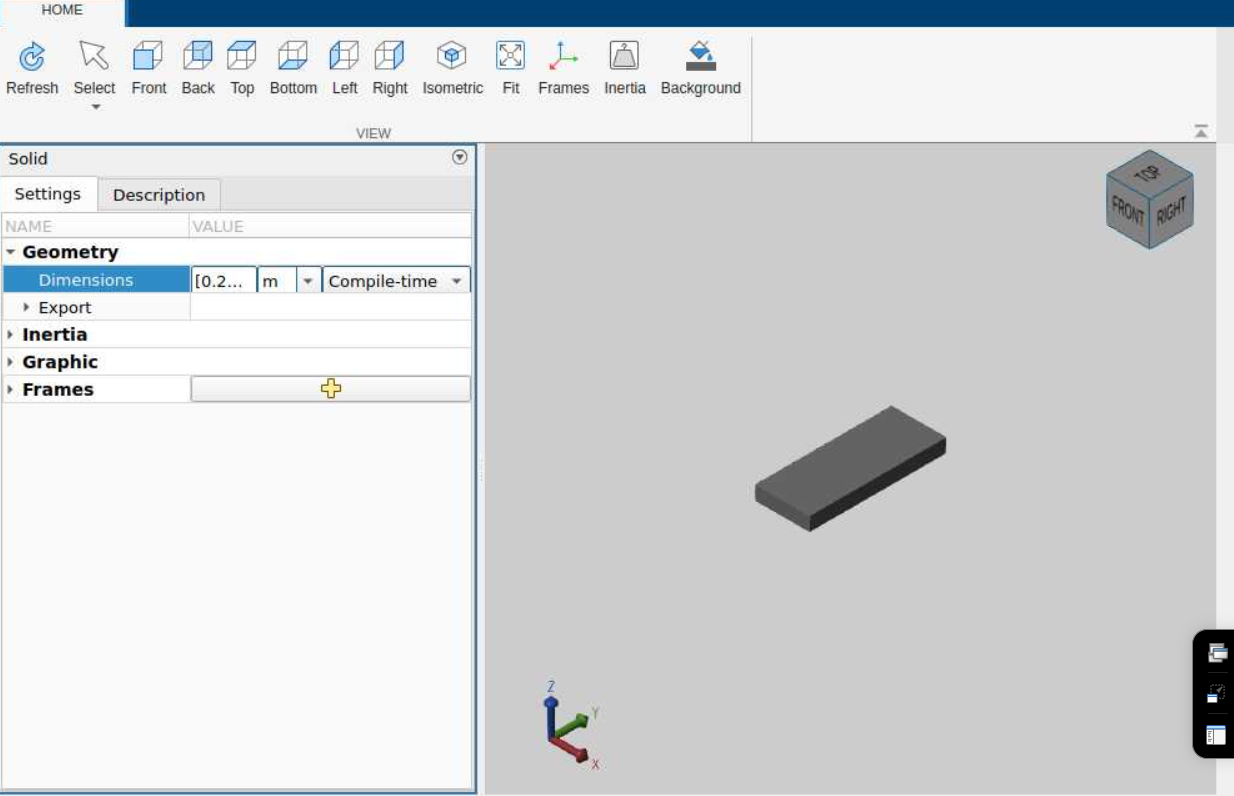 HOME
Refresh Select Front Back Top Bottom Left Right Isometric Fit Frames Inertia Background
VIEW
Solid
Settings Description
NAME VALUE
Geometry
Dimensions [0.2... m Compile-time
Export
Inertia
Graphic
Frames
TOP
FRONT RIGHT
Z
Y
X